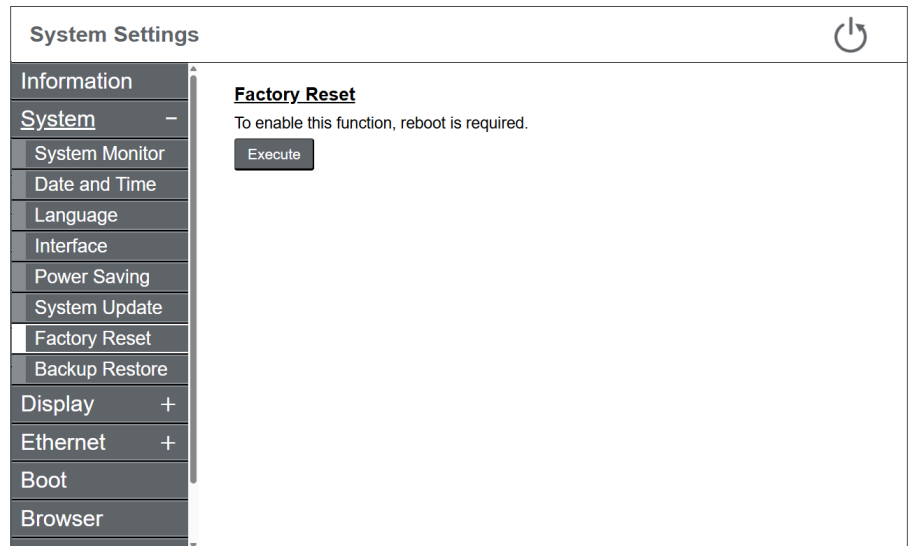 System Settings
Information
System −
System Monitor
Date and Time
Language
Interface
Power Saving
System Update
Factory Reset
Backup Restore
Display +
Ethernet +
Boot
Browser
Factory Reset
To enable this function, reboot is required.
Execute